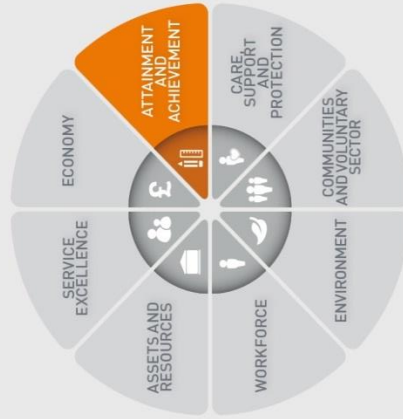 ATTAINMENT
AND
ACHIEVEMENT
CARE,
SUPPORT
AND
PROTECTION
COMMUNITIES
AND VOLUNTARY
SECTOR
ENVIRONMENT
WORKFORCE
ASSETS AND
RESOURCES
SERVICE
EXCELLENCE
ECONOMY
£